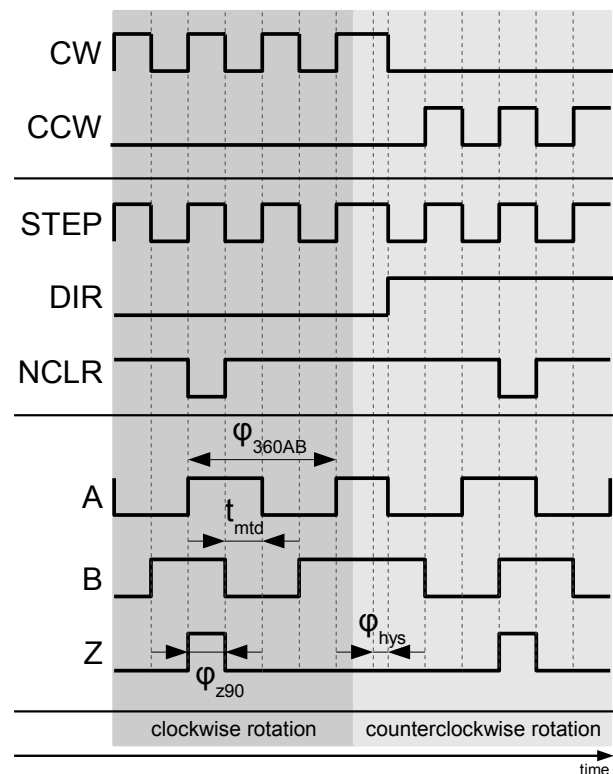 CW
CCW
STEP
DIR
NCLR
φ360AB
A
tmtd
B
φhys
Z
φz90
clockwise rotation
counterclockwise rotation
time